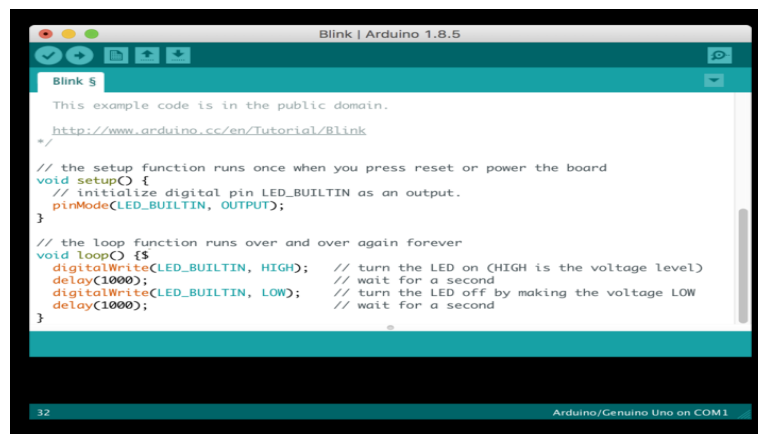 Blink | Arduino 1.8.5
Blink §
This example code is in the public domain.
http://www.arduino.cc/en/Tutorial/Blink
*/
// the setup function runs once when you press reset or power the board
void setup() {
// initialize digital pin LED_BUILTIN as an output.
pinMode(LED_BUILTIN, OUTPUT);
}
// the loop function runs over and over again forever
void loop() {$
digitalWrite(LED_BUILTIN, HIGH); // turn the LED on (HIGH is the voltage level)
delay(1000); // wait for a second
digitalWrite(LED_BUILTIN, LOW); // turn the LED off by making the voltage LOW
delay(1000); // wait for a second
}
32 Arduino/Genuino Uno on COM1